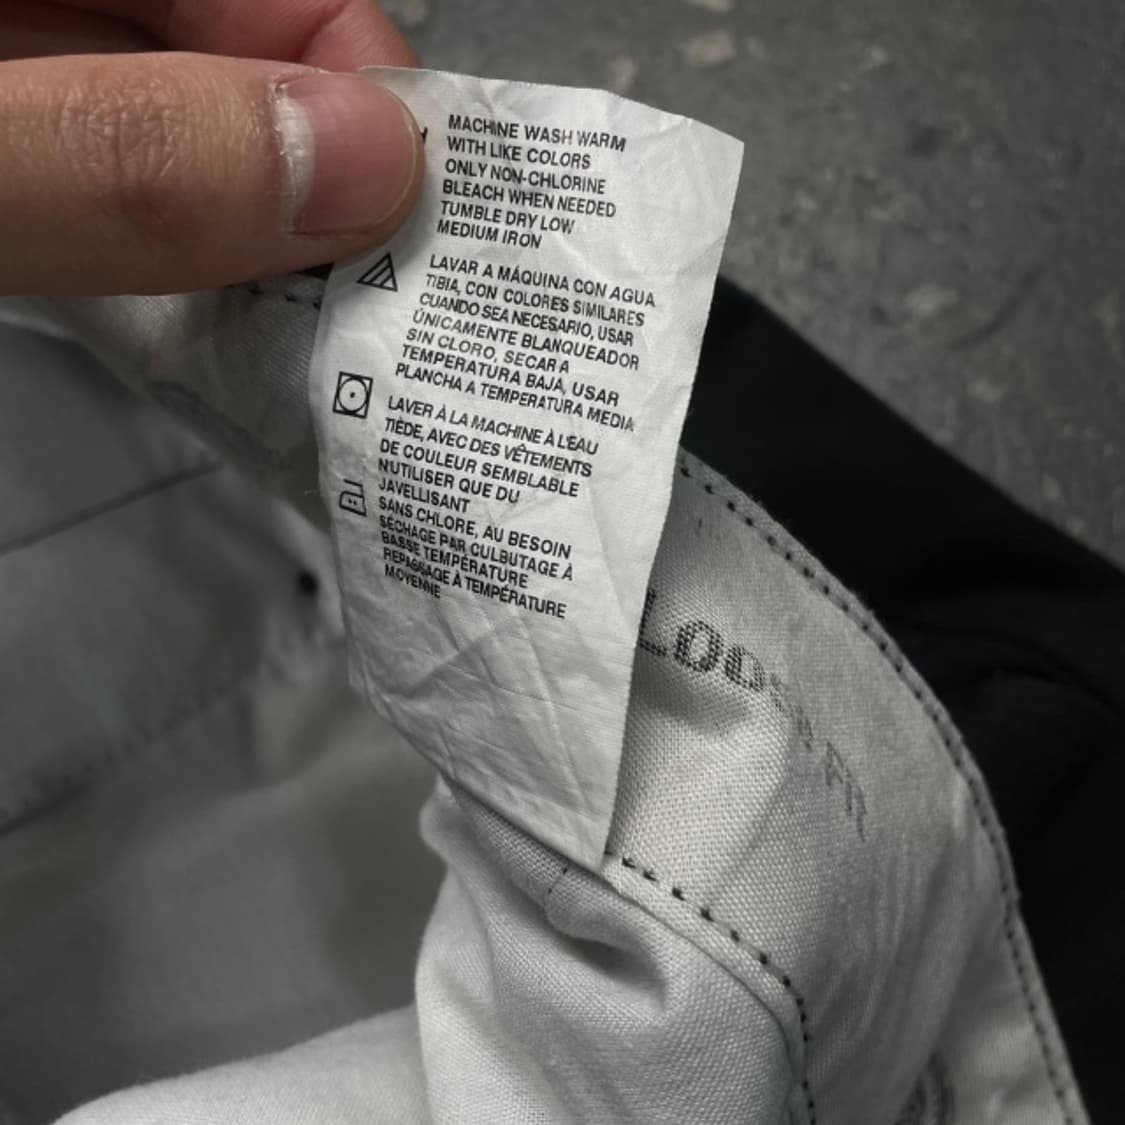 MACHINE WASH WARM
WITH LIKE COLORS
ONLY NON-CHLORINE
BLEACH WHEN NEEDED
TUMBLE DRY LOW
MEDIUM IRON
LAVAR A MÁQUINA CON AGUA
TIBIA, CON COLORES SIMILARES
CUANDO SEA NECESARIO, USAR
ÚNICAMENTE BLANQUEADOR
SIN CLORO, SECAR A
TEMPERATURA BAJA, USAR
PLANCHA A TEMPERATURA MEDIA
LAVER À LA MACHINE À L'EAU
TIÈDE, AVEC DES VÊTEMENTS
DE COULEUR SEMBLABLE
N'UTILISER QUE DU
JAVELLISANT
SANS CHLORE, AU BESOIN
SÉCHAGE PAR CULBUTAGE À
BASSE TEMPÉRATURE
REPASSAGE À TEMPÉRATURE
MOYENNE